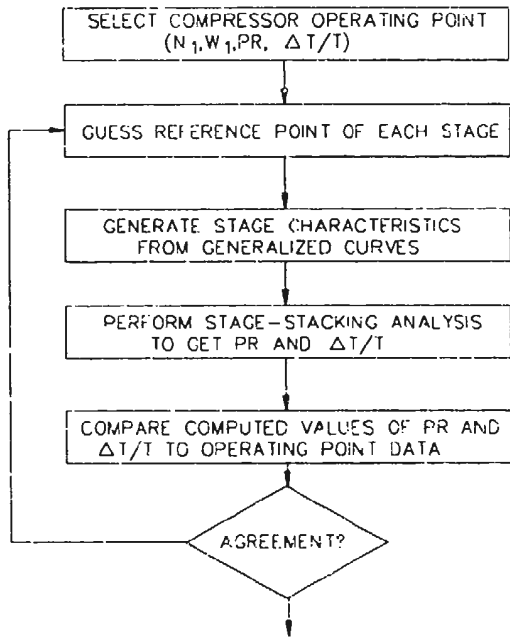 SELECT COMPRESSOR OPERATING POINT
(N₁,W₁,PR, ΔT/T)
GUESS REFERENCE POINT OF EACH STAGE
GENERATE STAGE CHARACTERISTICS
FROM GENERALIZED CURVES
PERFORM STAGE-STACKING ANALYSIS
TO GET PR AND ΔT/T
COMPARE COMPUTED VALUES OF PR AND
ΔT/T TO OPERATING POINT DATA
AGREEMENT?